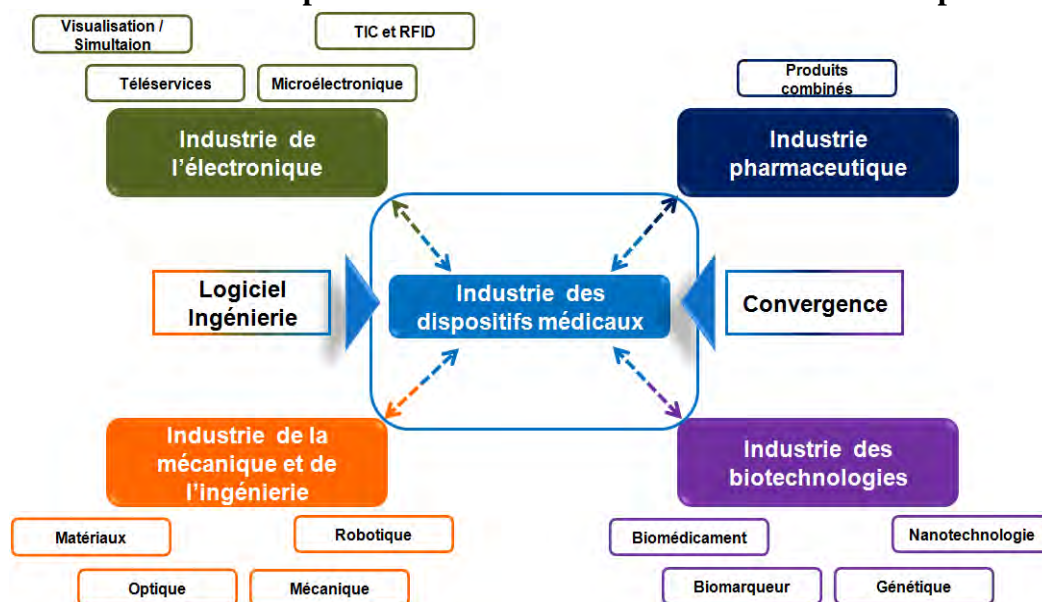 Visualisation /
Simultaion
TIC et RFID
Téléservices
Microélectronique
Produits
combinés
Industrie de
l'électronique
Industrie
pharmaceutique
Logiciel
Ingénierie
Industrie des
dispositifs médicaux
Convergence
Industrie de la
mécanique et de
l'ingénierie
Industrie des
biotechnologies
Matériaux
Robotique
Optique
Mécanique
Biomédicament
Nanotechnologie
Biomarqueur
Génétique